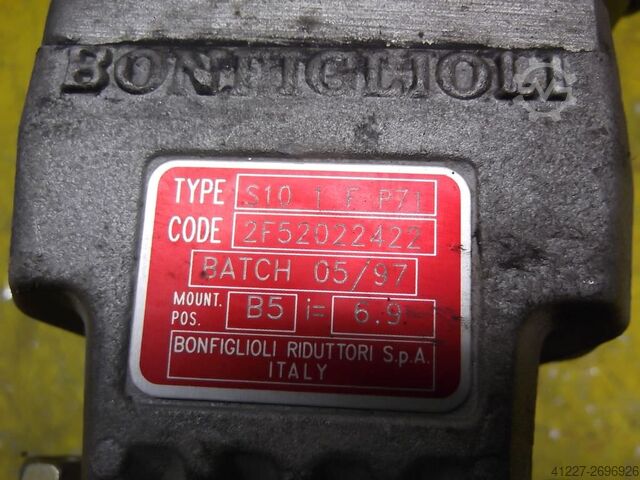 BONFIGLIOLI
TYPE S10 1 F P71
CODE 2F52022422
BATCH 05/97
MOUNT. POS. B5 i= 6.9
BONFIGLIOLI RIDUTTORI S.p.A.
ITALY
41227-2696926